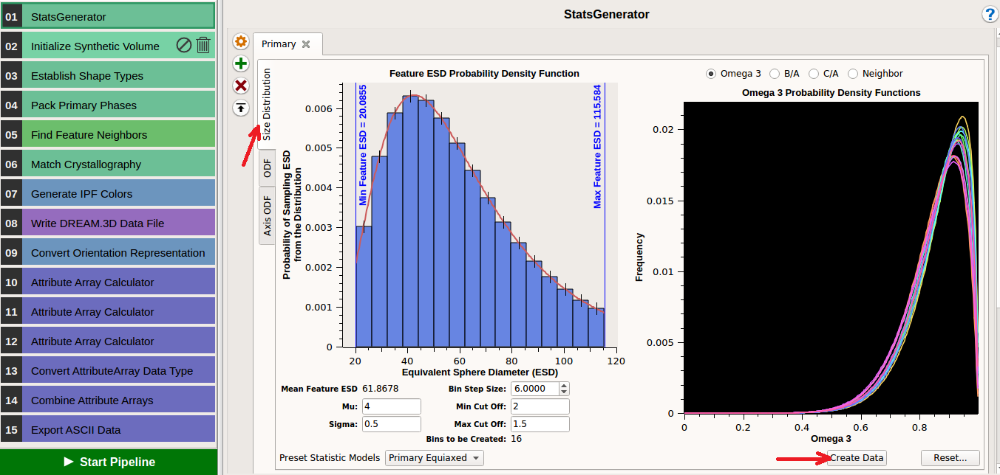 01 StatsGenerator
02 Initialize Synthetic Volume
03 Establish Shape Types
04 Pack Primary Phases
05 Find Feature Neighbors
06 Match Crystallography
07 Generate IPF Colors
08 Write DREAM.3D Data File
09 Convert Orientation Representation
10 Attribute Array Calculator
11 Attribute Array Calculator
12 Attribute Array Calculator
13 Convert AttributeArray Data Type
14 Combine Attribute Arrays
15 Export ASCII Data
Start Pipeline
StatsGenerator
?
Primary
Size Distribution
ODF
Axis ODF
Feature ESD Probability Density Function
Probability of Sampling ESD
from the Distribution
0.006
0.005
0.004
0.003
0.002
0.001
0
Min Feature ESD = 20.0855
Max Feature ESD = 115.584
20 40 60 80 100 120
Equivalent Sphere Diameter (ESD)
Mean Feature ESD 61.8678
Bin Step Size: 6.0000
Mu: 4
Min Cut Off: 2
Sigma: 0.5
Max Cut Off: 1.5
Bins to be Created: 16
Preset Statistic Models Primary Equiaxed
Omega 3 B/A C/A Neighbor
Omega 3 Probability Density Functions
Frequency
0.02
0.015
0.01
0.005
0
0 0.2 0.4 0.6 0.8
Omega 3
Create Data
Reset...